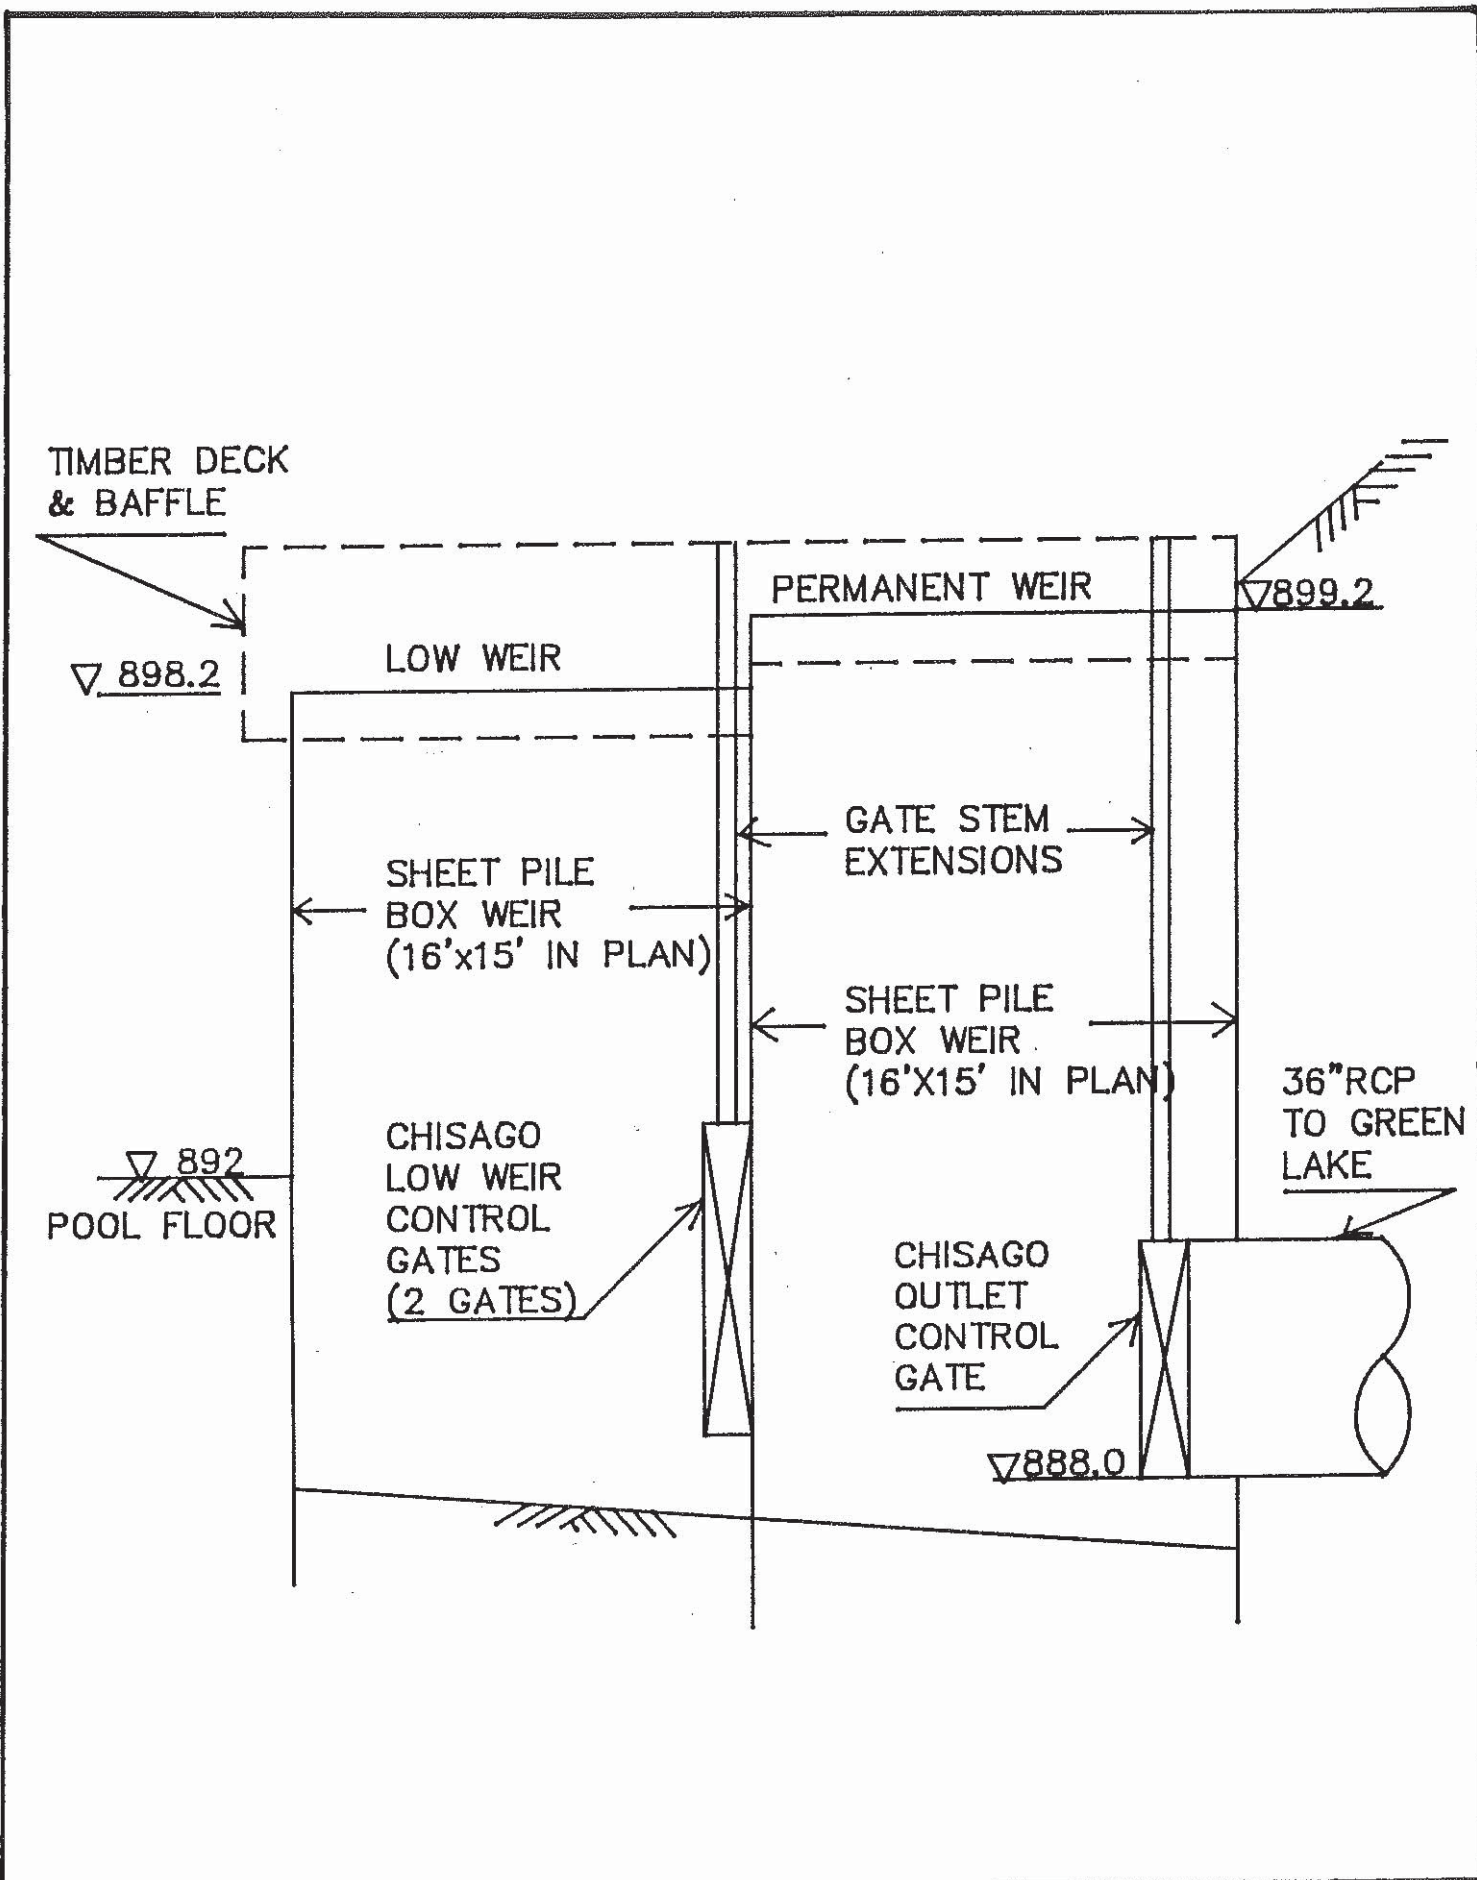 TIMBER DECK
& BAFFLE
PERMANENT WEIR
899.2
LOW WEIR
898.2
GATE STEM
EXTENSIONS
SHEET PILE
BOX WEIR
(16'x15' IN PLAN)
SHEET PILE
BOX WEIR
(16'X15' IN PLAN)
36"RCP
TO GREEN
LAKE
892
POOL FLOOR
CHISAGO
LOW WEIR
CONTROL
GATES
(2 GATES)
CHISAGO
OUTLET
CONTROL
GATE
888.0